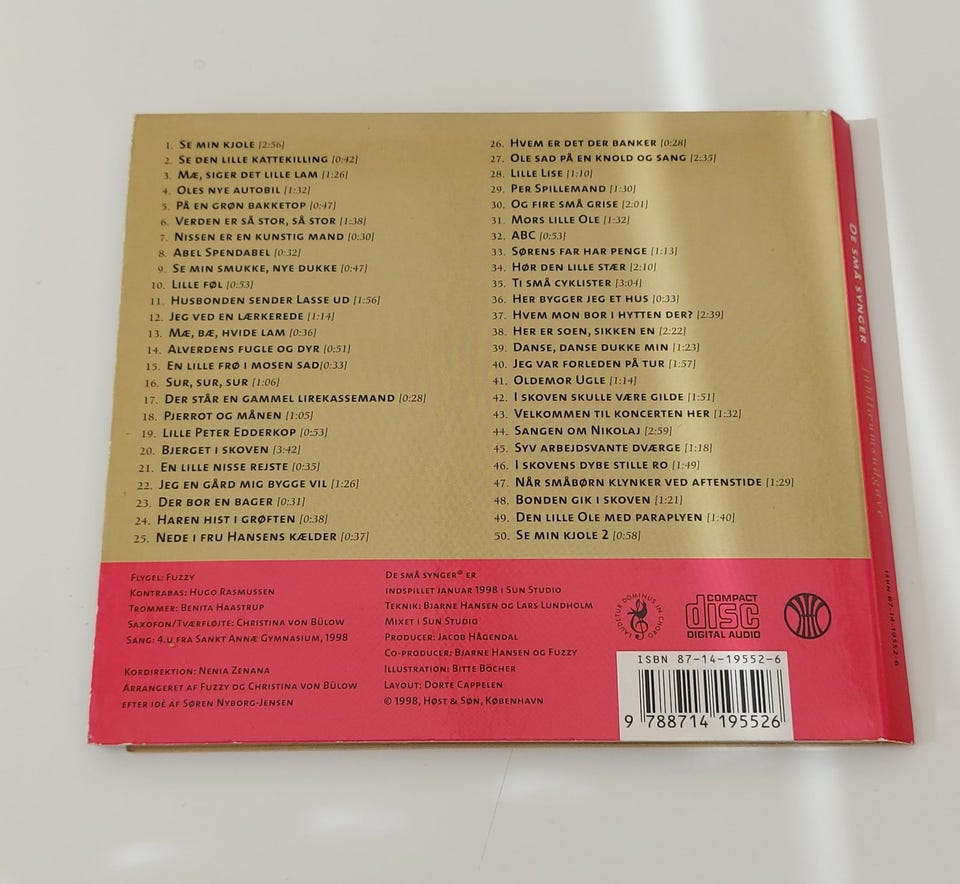 1. Se min kjole [2:56]
2. Se den lille kattekilling [0:42]
3. Mæ, siger det lille lam [1:26]
4. Oles nye autobil [1:32]
5. På en grøn bakketop [0:47]
6. Verden er så stor, så stor [1:38]
7. Nissen er en kunstig mand [0:30]
8. Abel Spendabel [0:32]
9. Se min smukke, nye dukke [0:47]
10. Lille føl [0:53]
11. Husbonden sender Lasse ud [1:56]
12. Jeg ved en lærkerede [1:14]
13. Mæ, bæ, hvide lam [0:36]
14. Alverdens fugle og dyr [0:51]
15. En lille frø i mosen sad[0:33]
16. Sur, sur, sur [1:06]
17. Der står en gammel lirekassemand [0:28]
18. Pjerrot og månen [1:05]
19. Lille Peter Edderkop [0:53]
20. Bjerget i skoven [3:42]
21. En lille nisse rejste [0:35]
22. Jeg en gård mig bygge vil [1:26]
23. Der bor en bager [0:31]
24. Haren hist i grøften [0:38]
25. Nede i fru Hansens kælder [0:37]
26. Hvem er det der banker [0:28]
27. Ole sad på en knold og sang [2:35]
28. Lille Lise [1:10]
29. Per Spillemand [1:30]
30. Og fire små grise [2:01]
31. Mors lille Ole [1:32]
32. ABC [0:53]
33. Sørens far har penge [1:13]
34. Hør den lille stær [2:10]
35. Ti små cyklister [3:04]
36. Her bygger jeg et hus [0:33]
37. Hvem mon bor i hytten der? [2:39]
38. Her er soen, sikken en [2:22]
39. Danse, danse dukke min [1:23]
40. Jeg var forleden på tur [1:57]
41. Oldemor Ugle [1:14]
42. I skoven skulle være gilde [1:51]
43. Velkommen til koncerten her [1:32]
44. Sangen om Nikolaj [2:59]
45. Syv arbejdsvante dværge [1:18]
46. I skovens dybe stille ro [1:49]
47. Når småbørn klynker ved aftenstide [1:29]
48. Bonden gik i skoven [1:21]
49. Den lille Ole med paraplyen [1:40]
50. Se min kjole 2 [0:58]
Flygel: Fuzzy
Kontrabas: Hugo Rasmussen
Trommer: Benita Haastrup
Saxofon/Tværfløjte: Christina von Bülow
Sang: 4.u fra Sankt Annæ Gymnasium, 1998
Kordirektion: Nenia Zenana
Arrangeret af Fuzzy og Christina von Bülow
efter idé af Søren Nyborg-Jensen
De små synger® er
indspillet januar 1998 i Sun Studio
Teknik: Bjarne Hansen og Lars Lundholm
Mixet i Sun Studio
Producer: Jacob Hågendal
Co-producer: Bjarne Hansen og Fuzzy
Illustration: Bitte Böcher
Layout: Dorte Cappelen
© 1998, Høst & Søn, København
LAUDETUR DOMINUS IN CHORO
COMPACT
disc
DIGITAL AUDIO
ISBN 87-14-19552-6
9 788714 195526
De små synger Jubilæumsudgave
ISBN 87-14-19552-6